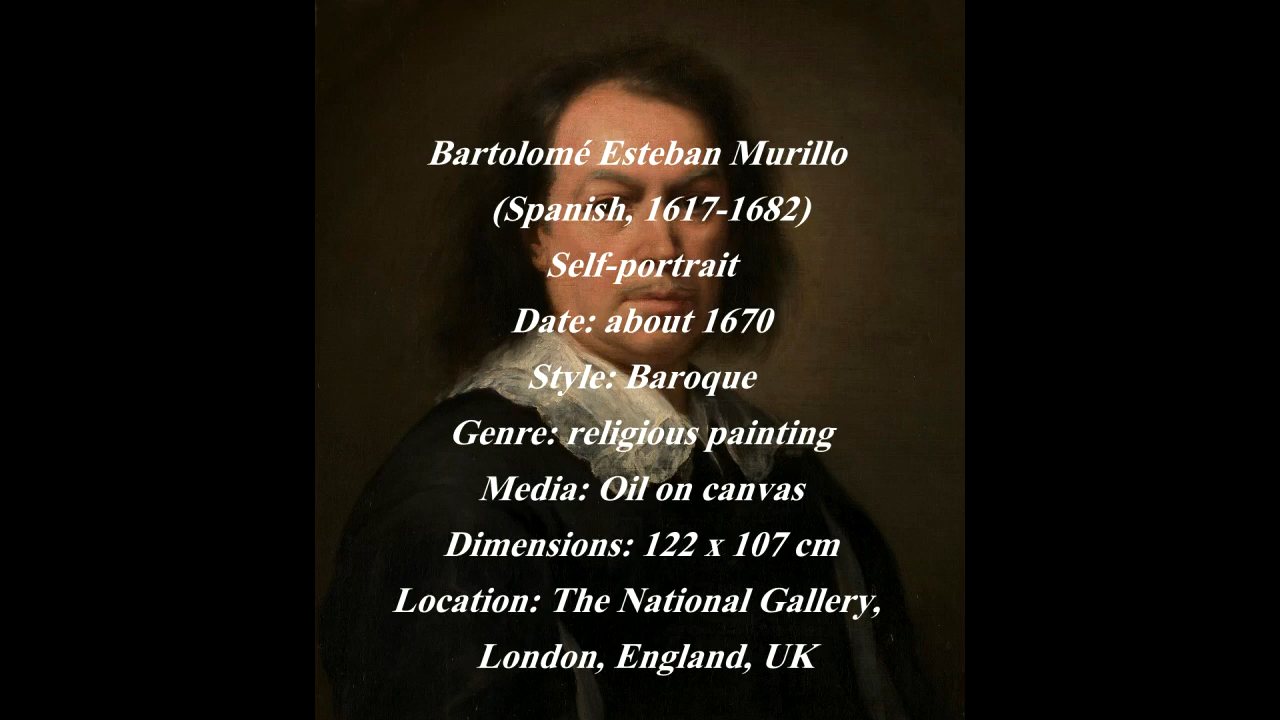 Bartolomé Esteban Murillo
(Spanish, 1617-1682)
Self-portrait
Date: about 1670
Style: Baroque
Genre: religious painting
Media: Oil on canvas
Dimensions: 122 x 107 cm
Location: The National Gallery,
London, England, UK